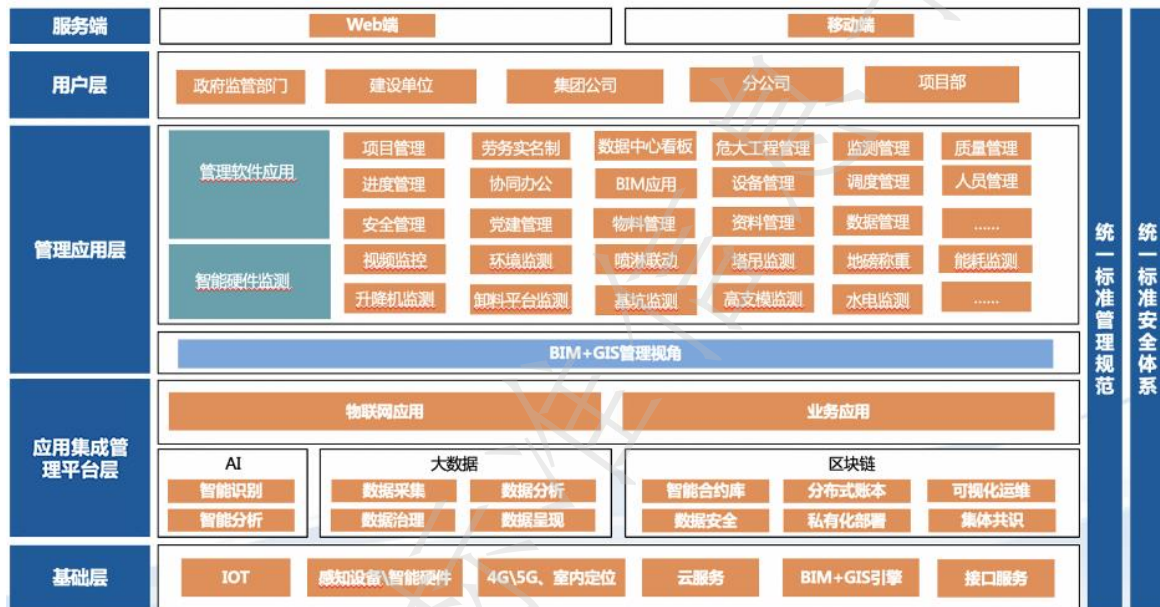 服务端
Web端
移动端
用户层
政府监管部门
建设单位
集团公司
分公司
项目部
管理应用层
管理软件应用
项目管理
劳务实名制
数据中心看板
危大工程管理
监测管理
质量管理
进度管理
协同办公
BIM应用
设备管理
调度管理
人员管理
安全管理
党建管理
物料管理
资料管理
数据管理
......
智能硬件监测
视频监控
环境监测
喷淋联动
塔吊监测
地磅称重
能耗监测
升降机监测
卸料平台监测
基坑监测
高支模监测
水电监测
......
BIM+GIS管理视角
应用集成管
理平台层
物联网应用
业务应用
AI
智能识别
智能分析
大数据
数据采集
数据分析
数据治理
数据呈现
区块链
智能合约库
分布式账本
可视化运维
数据安全
私有化部署
集体共识
基础层
IOT
感知设备\智能硬件
4G\5G、室内定位
云服务
BIM+GIS引擎
接口服务
统一标准管理规范
统一标准安全体系